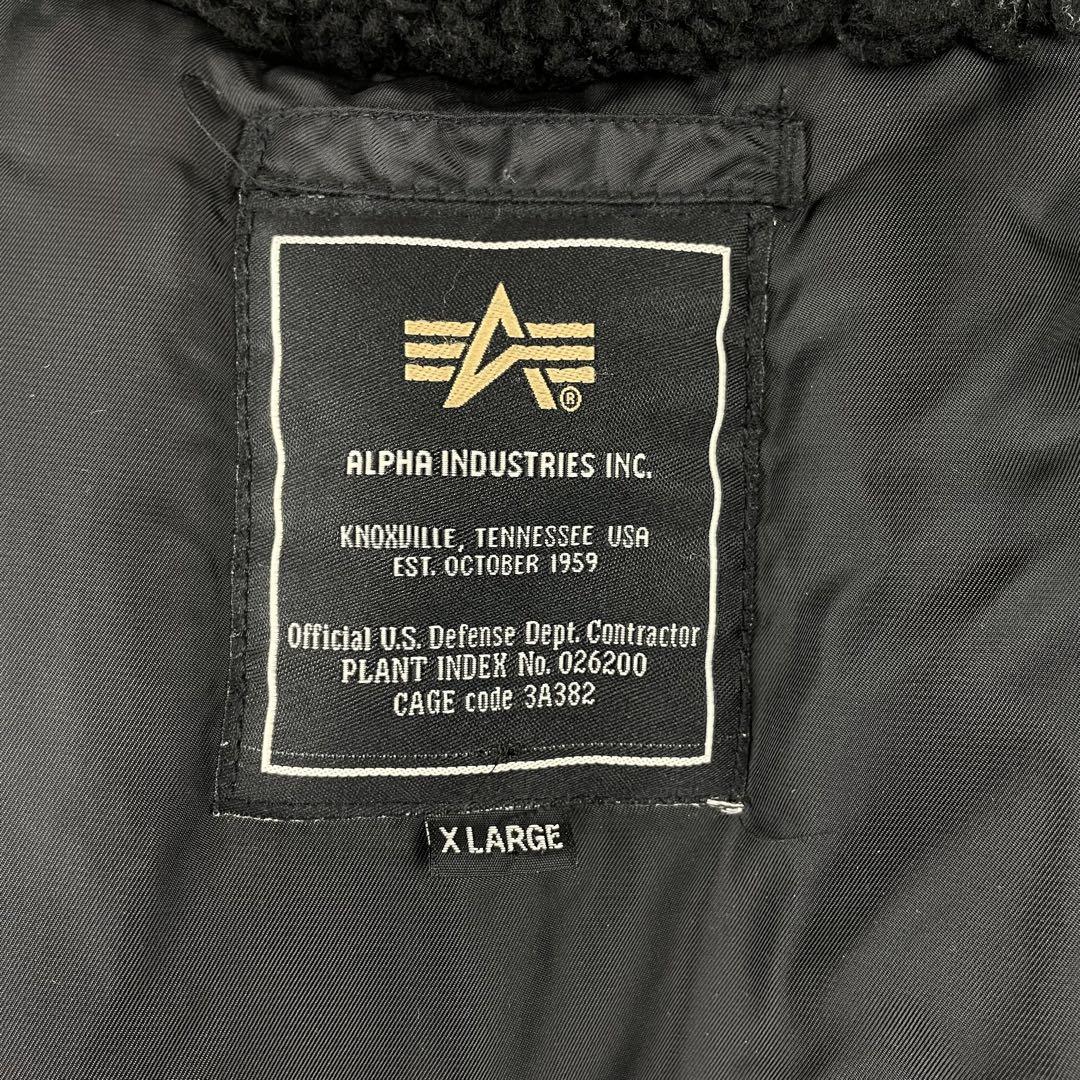 ®
ALPHA INDUSTRIES INC.
KNOXVILLE, TENNESSEE USA
EST. OCTOBER 1959
Official U.S. Defense Dept. Contractor
PLANT INDEX No. 026200
CAGE code 3A382
X LARGE